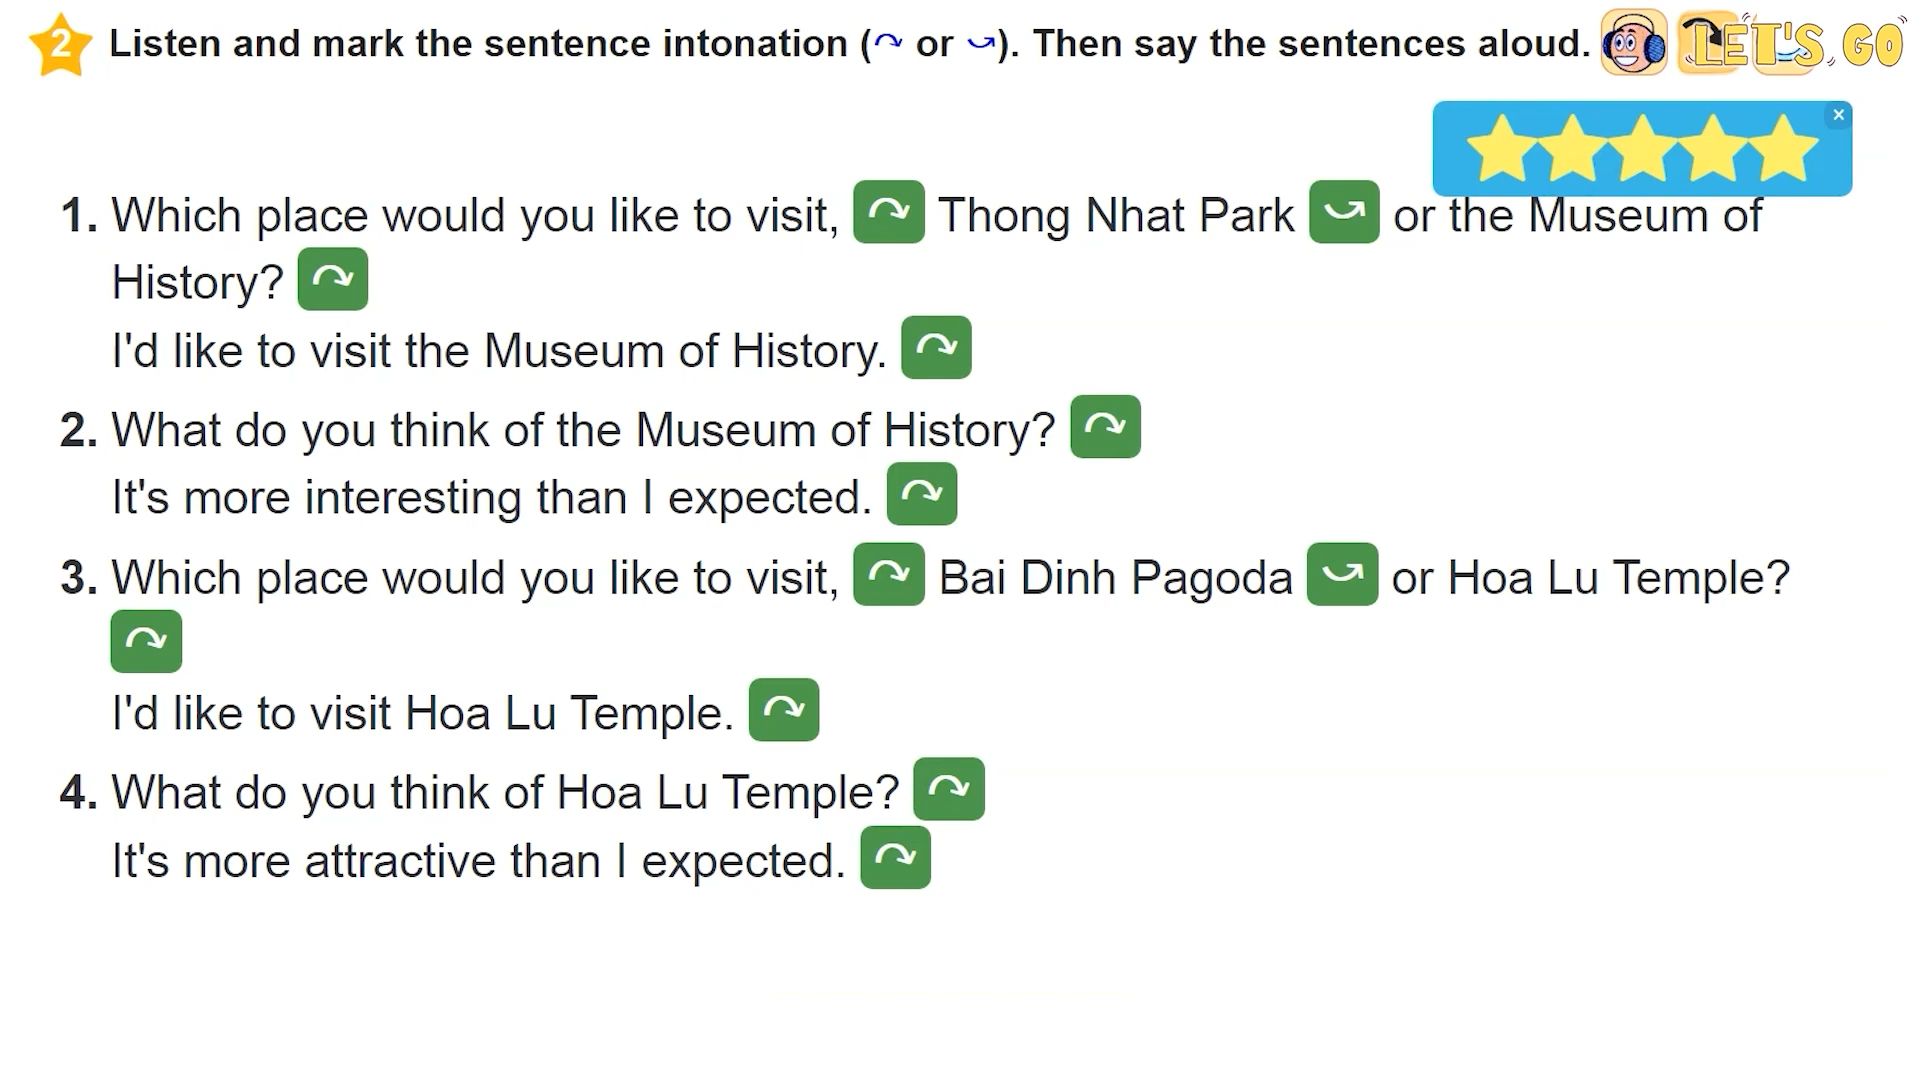 2 Listen and mark the sentence intonation (↷ or ⤻). Then say the sentences aloud. LET'S GO
×
1. Which place would you like to visit, ↷ Thong Nhat Park ⤻ or the Museum of
History? ↷
I'd like to visit the Museum of History. ↷
2. What do you think of the Museum of History? ↷
It's more interesting than I expected. ↷
3. Which place would you like to visit, ↷ Bai Dinh Pagoda ⤻ or Hoa Lu Temple?
↷
I'd like to visit Hoa Lu Temple. ↷
4. What do you think of Hoa Lu Temple? ↷
It's more attractive than I expected. ↷